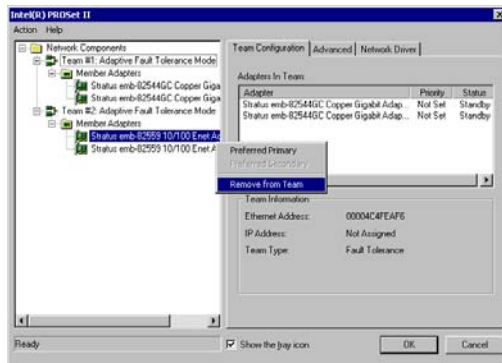 Intel(R) PROSet II
Action Help
Network Components
Team #1: Adaptive Fault Tolerance Mode
Member Adapters
Stratus emb-82544GC Copper Giga
Stratus emb-82544GC Copper Giga
Team #2: Adaptive Fault Tolerance Mode
Member Adapters
Stratus emb-82559 10/100 Enet Ac
Stratus emb-82559 10/100 Enet A
Preferred Primary
Preferred Secondary
Remove from Team
Team Configuration Advanced Network Driver
Adapters In Team:
Adapter Priority Status
Stratus emb-82544GC Copper Gigabit Adap... Not Set Standby
Stratus emb-82544GC Copper Gigabit Adap... Not Set Standby
Team Information
Ethernet Address: 00004C4FEAF6
IP Address: Not Assigned
Team Type: Fault Tolerance
Ready
Show the tray icon
OK
Cancel